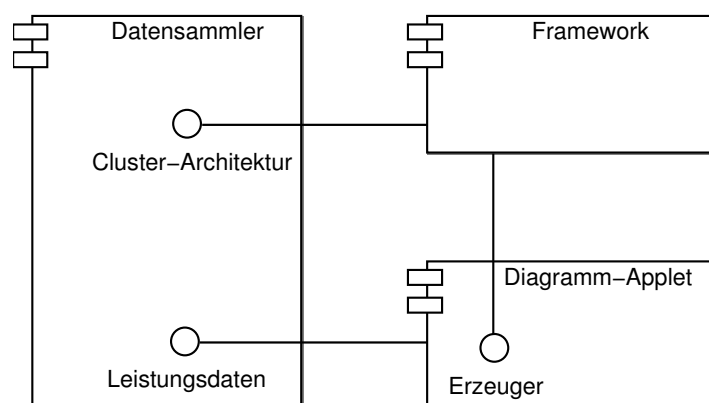 Datensammler
Framework
Cluster−Architektur
Diagramm−Applet
Leistungsdaten
Erzeuger